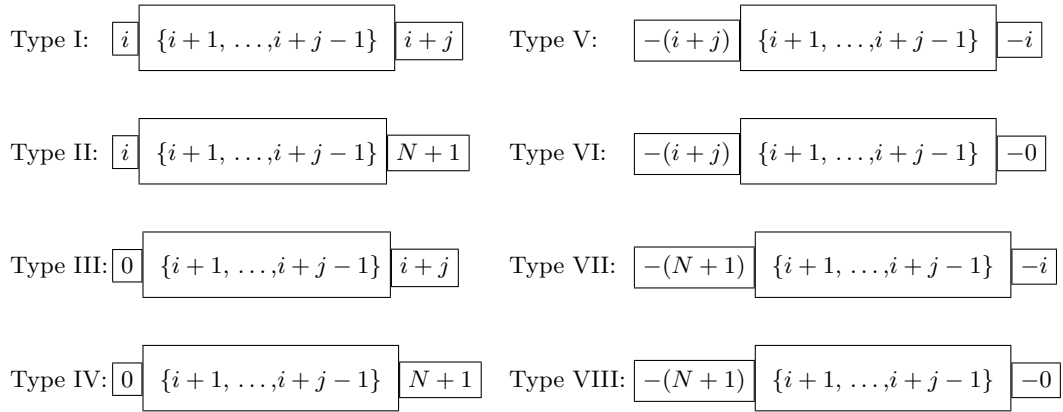 Type I: i {i + 1, …,i + j − 1} i + j Type V: −(i + j) {i + 1, …,i + j − 1} −i
Type II: i {i + 1, …,i + j − 1} N + 1 Type VI: −(i + j) {i + 1, …,i + j − 1} −0
Type III: 0 {i + 1, …,i + j − 1} i + j Type VII: −(N + 1) {i + 1, …,i + j − 1} −i
Type IV: 0 {i + 1, …,i + j − 1} N + 1 Type VIII: −(N + 1) {i + 1, …,i + j − 1} −0